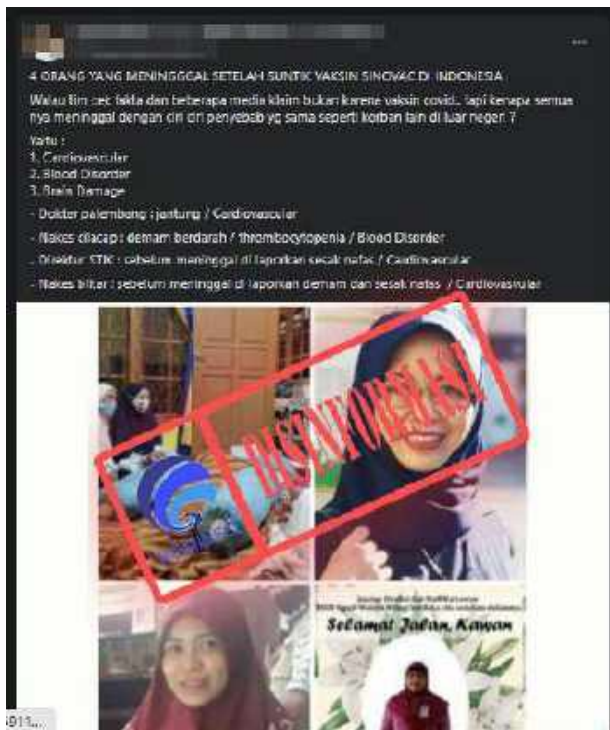 4 ORANG YANG MENINGGGAL SETELAH SUNTIK VAKSIN SINOVAC DI INDONESIA
Walau tim cek fakta dan beberapa media klaim bukan karena vaksin covid.. tapi kenapa semua
nya meninggal dengan ciri ciri penyebab yg sama seperti korban lain di luar negeri ?
Yaitu :
1. Cardiovascular
2. Blood Disorder
3. Brain Damage
- Dokter palembang : jantung / Cardiovascular
- Nakes cilacap : demam berdarah / thrombocytopenia / Blood Disorder
- Direktur STIK : sebelum meninggal di laporkan sesak nafas / Cardiovascular
- Nakes blitar : sebelum meninggal di laporkan demam dan sesak nafas / Cardiovasvular
DISINFORMASI
Selamat Jalan, Kawan
5911...